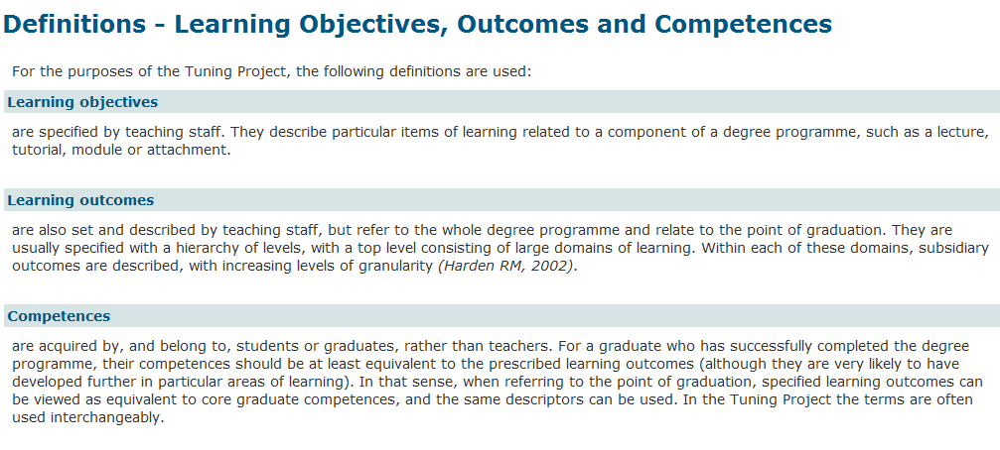 Definitions - Learning Objectives, Outcomes and Competences
For the purposes of the Tuning Project, the following definitions are used:
Learning objectives
are specified by teaching staff. They describe particular items of learning related to a component of a degree programme, such as a lecture,
tutorial, module or attachment.
Learning outcomes
are also set and described by teaching staff, but refer to the whole degree programme and relate to the point of graduation. They are
usually specified with a hierarchy of levels, with a top level consisting of large domains of learning. Within each of these domains, subsidiary
outcomes are described, with increasing levels of granularity (Harden RM, 2002).
Competences
are acquired by, and belong to, students or graduates, rather than teachers. For a graduate who has successfully completed the degree
programme, their competences should be at least equivalent to the prescribed learning outcomes (although they are very likely to have
developed further in particular areas of learning). In that sense, when referring to the point of graduation, specified learning outcomes can
be viewed as equivalent to core graduate competences, and the same descriptors can be used. In the Tuning Project the terms are often
used interchangeably.